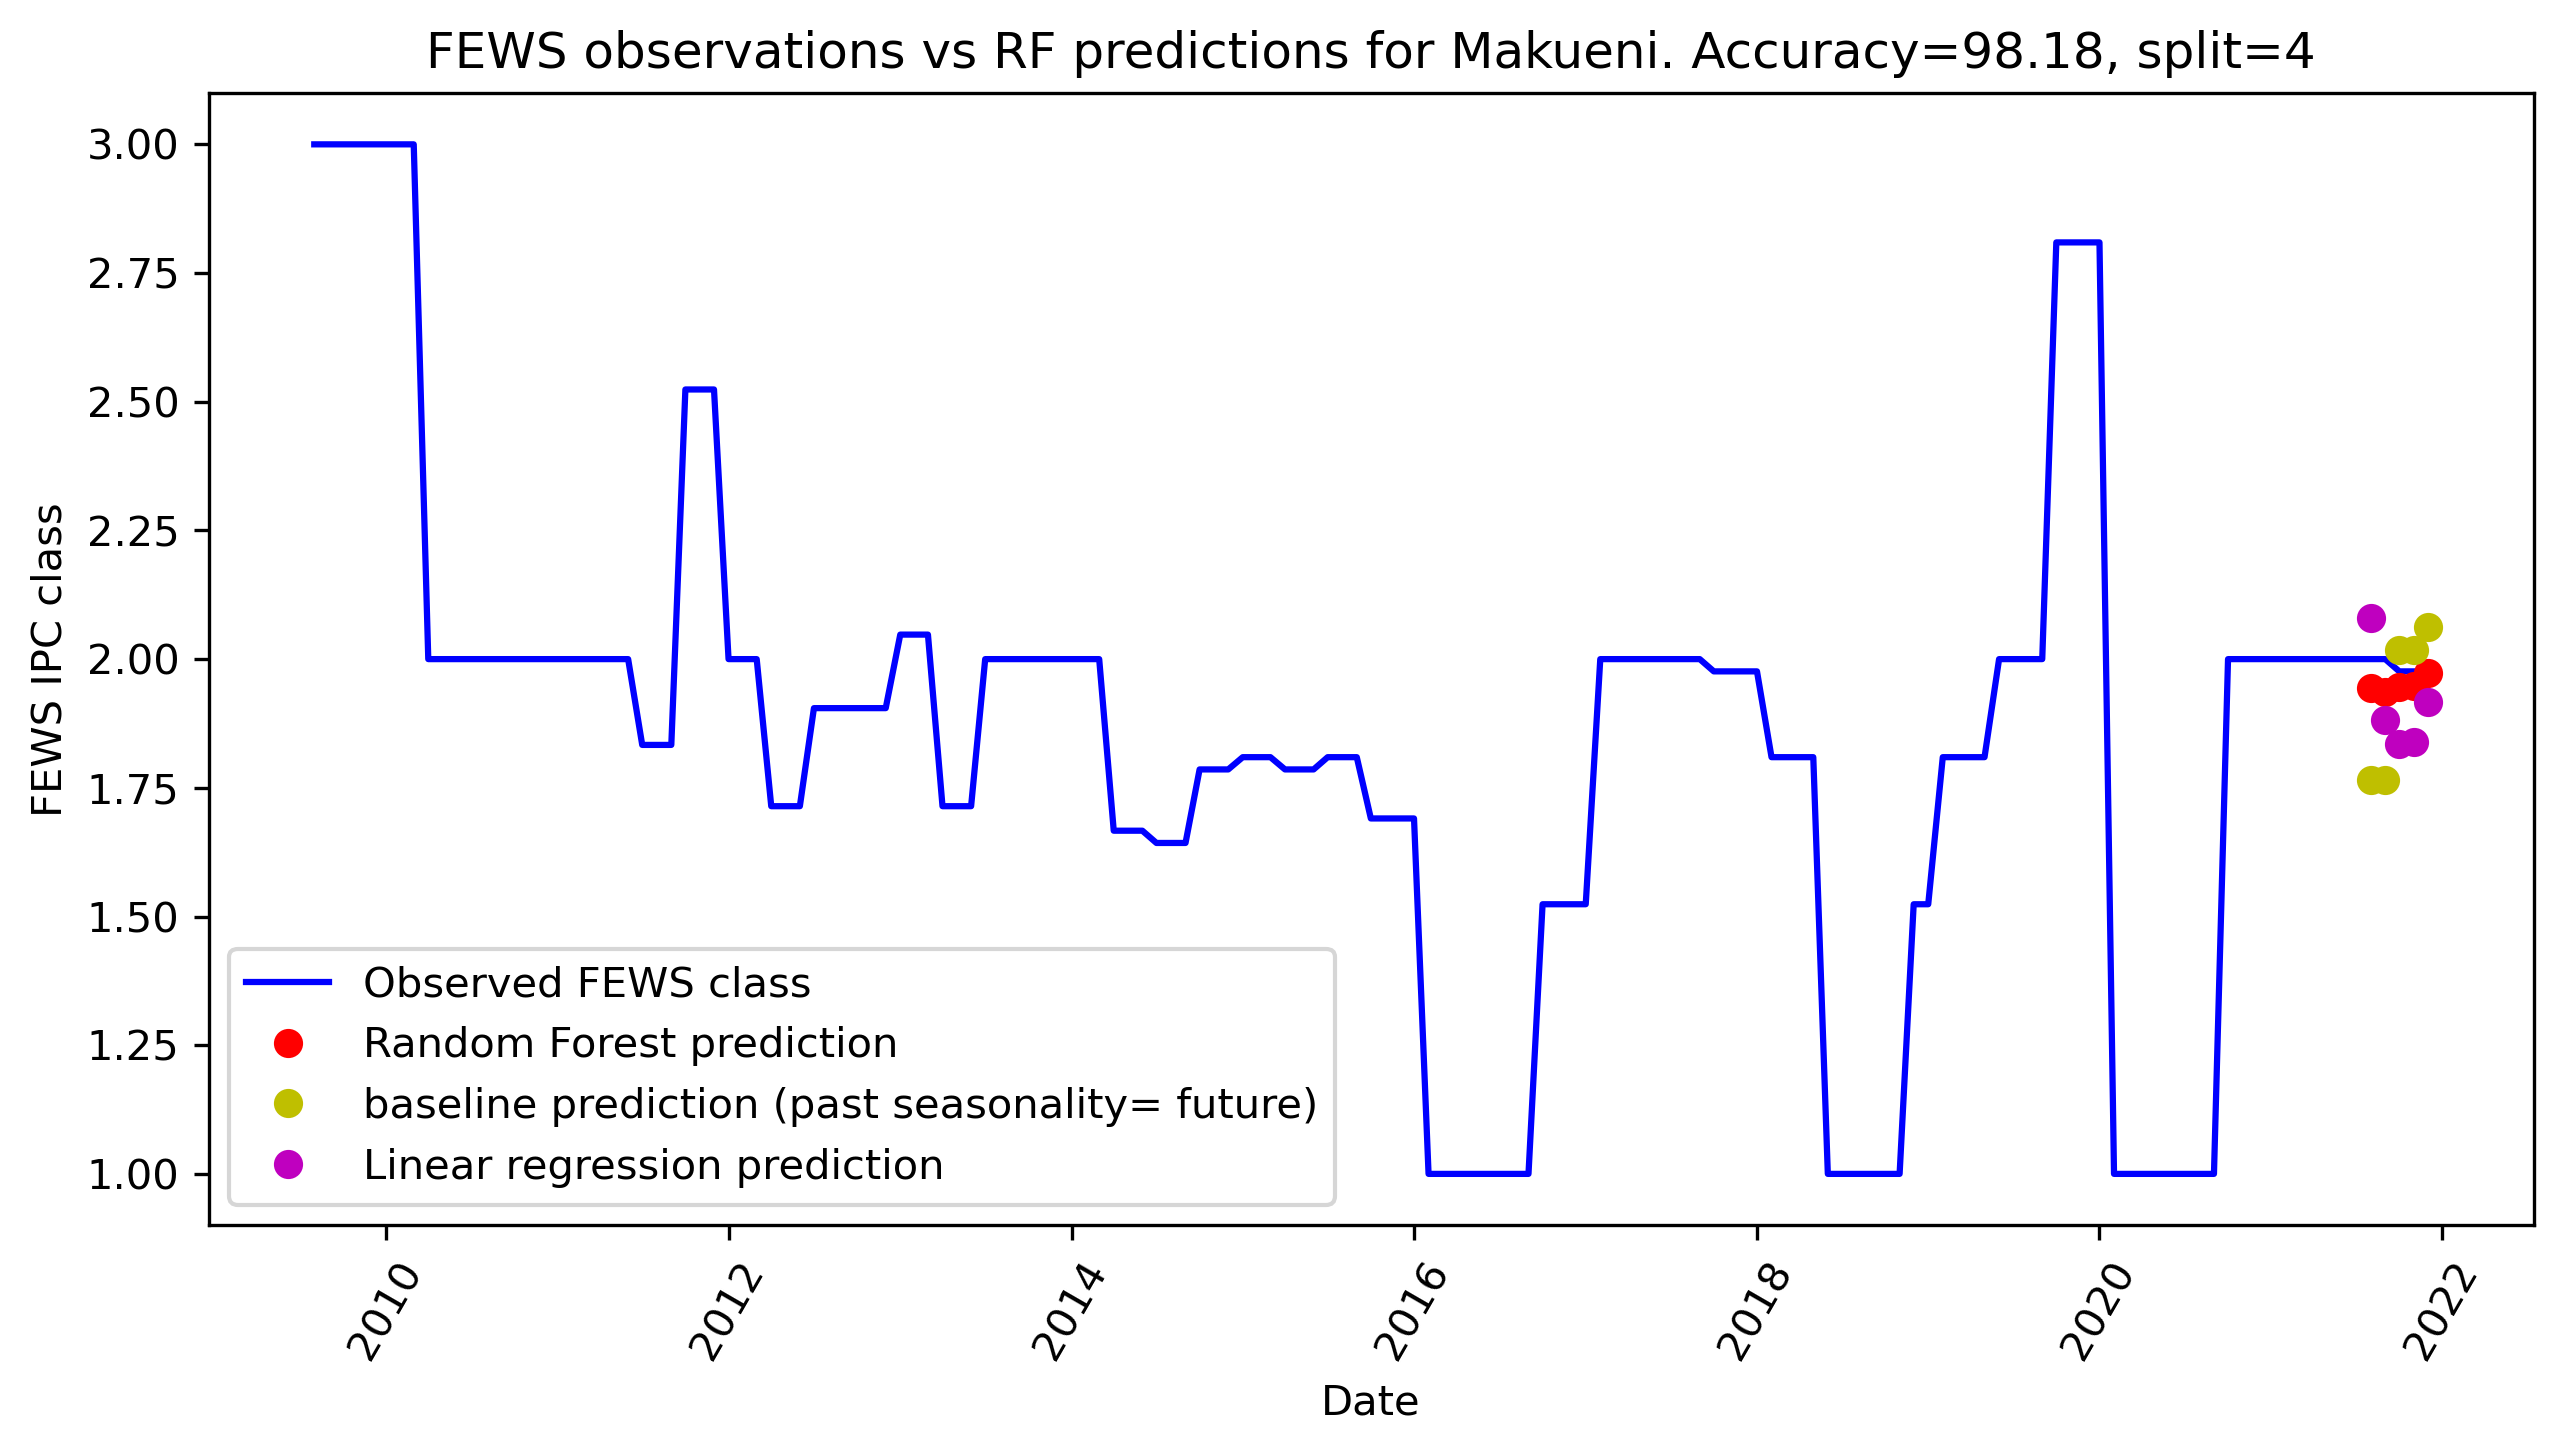 FEWS observations vs RF predictions for Makueni. Accuracy=98.18, split=4
FEWS IPC class
3.00
2.75
2.50
2.25
2.00
1.75
1.50
1.25
1.00
Observed FEWS class
Random Forest prediction
baseline prediction (past seasonality= future)
Linear regression prediction
2010
2012
2014
2016
2018
2020
2022
Date